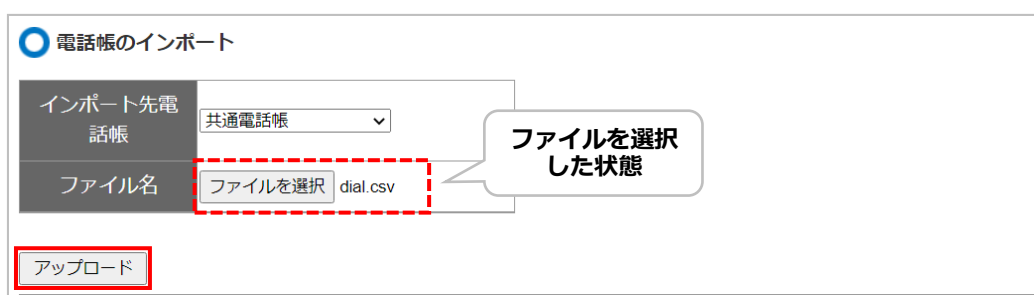 電話帳のインポート
インポート先電
話帳
共通電話帳
ファイルを選択
した状態
ファイル名
ファイルを選択 dial.csv
アップロード